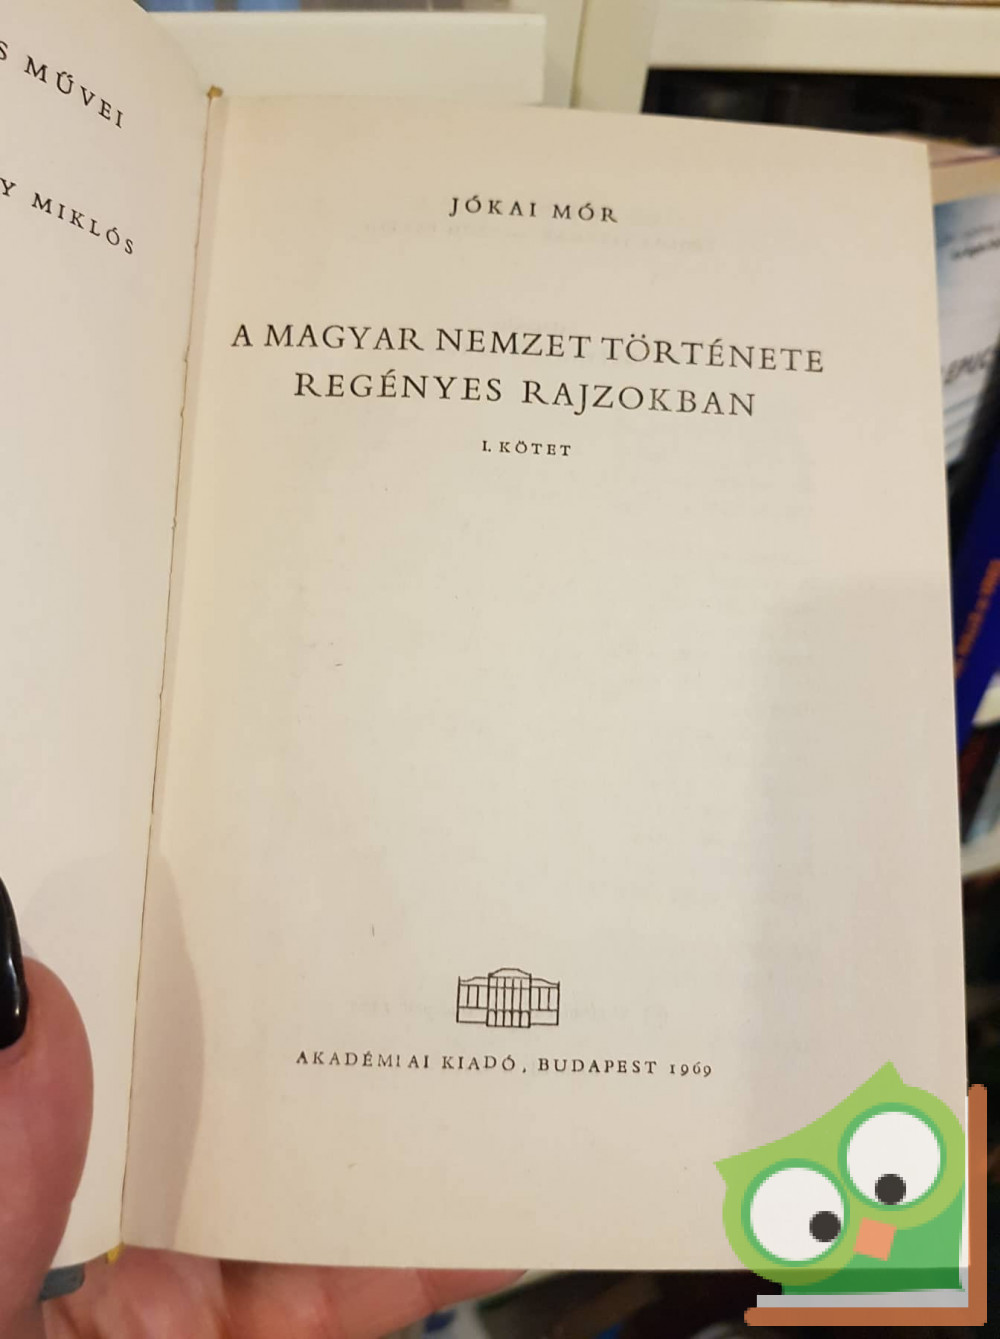 S MŰVEI
Y MIKLÓS
JÓKAI MÓR
A MAGYAR NEMZET TÖRTÉNETE
REGÉNYES RAJZOKBAN
I. KÖTET
AKADÉMIAI KIADÓ, BUDAPEST 1969